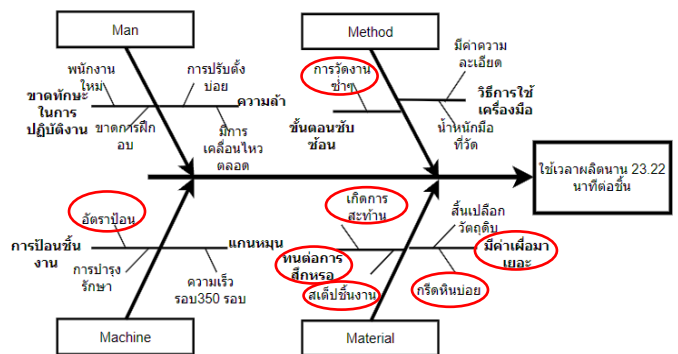 Man
Method
พนักงาน
ใหม่
การปรับตั้ง
บ่อย
ขาดทักษะ
ในการ
ปฏิบัติงาน
ความล้า
ขาดการฝึก
อบ
มีการ
เคลื่อนไหว
ตลอด
การวัดงาน
ซ้ำๆ
มีค่าความ
ละเอียด
วิธีการใช้
เครื่องมือ
ขั้นตอนซับ
ซ้อน
น้ำหนักมือ
ที่วัด
ใช้เวลาผลิตนาน 23.22
นาทีต่อชิ้น
อัตราป้อน
การป้อนชิ้น
งาน
แกนหมุน
การบำรุง
รักษา
ความเร็ว
รอบ350 รอบ
เกิดการ
สะท้าน
สิ้นเปลือก
วัตถุดิบ
ทนต่อการ
สึกหรอ
มีค่าเผื่อมา
เยอะ
สเต็ปชิ้นงาน
กรีดหินบ่อย
Machine
Material